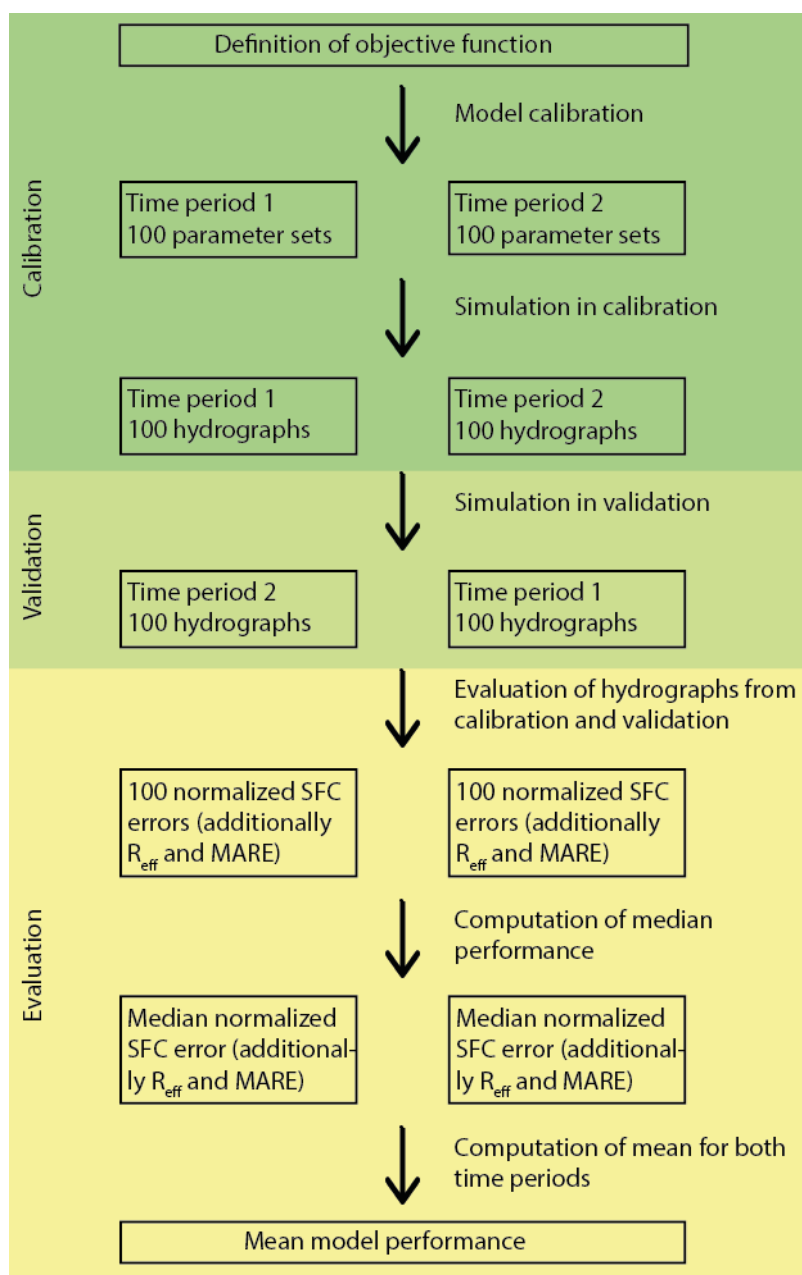 Definition of objective function
Model calibration
Calibration
Time period 1
100 parameter sets
Time period 2
100 parameter sets
Simulation in calibration
Time period 1
100 hydrographs
Time period 2
100 hydrographs
Simulation in validation
Validation
Time period 2
100 hydrographs
Time period 1
100 hydrographs
Evaluation of hydrographs from
calibration and validation
Evaluation
100 normalized SFC
errors (additionally
Reff and MARE)
100 normalized SFC
errors (additionally
Reff and MARE)
Computation of median
performance
Median normalized
SFC error (additional-
ly Reff and MARE)
Median normalized
SFC error (additional-
ly Reff and MARE)
Computation of mean for both
time periods
Mean model performance